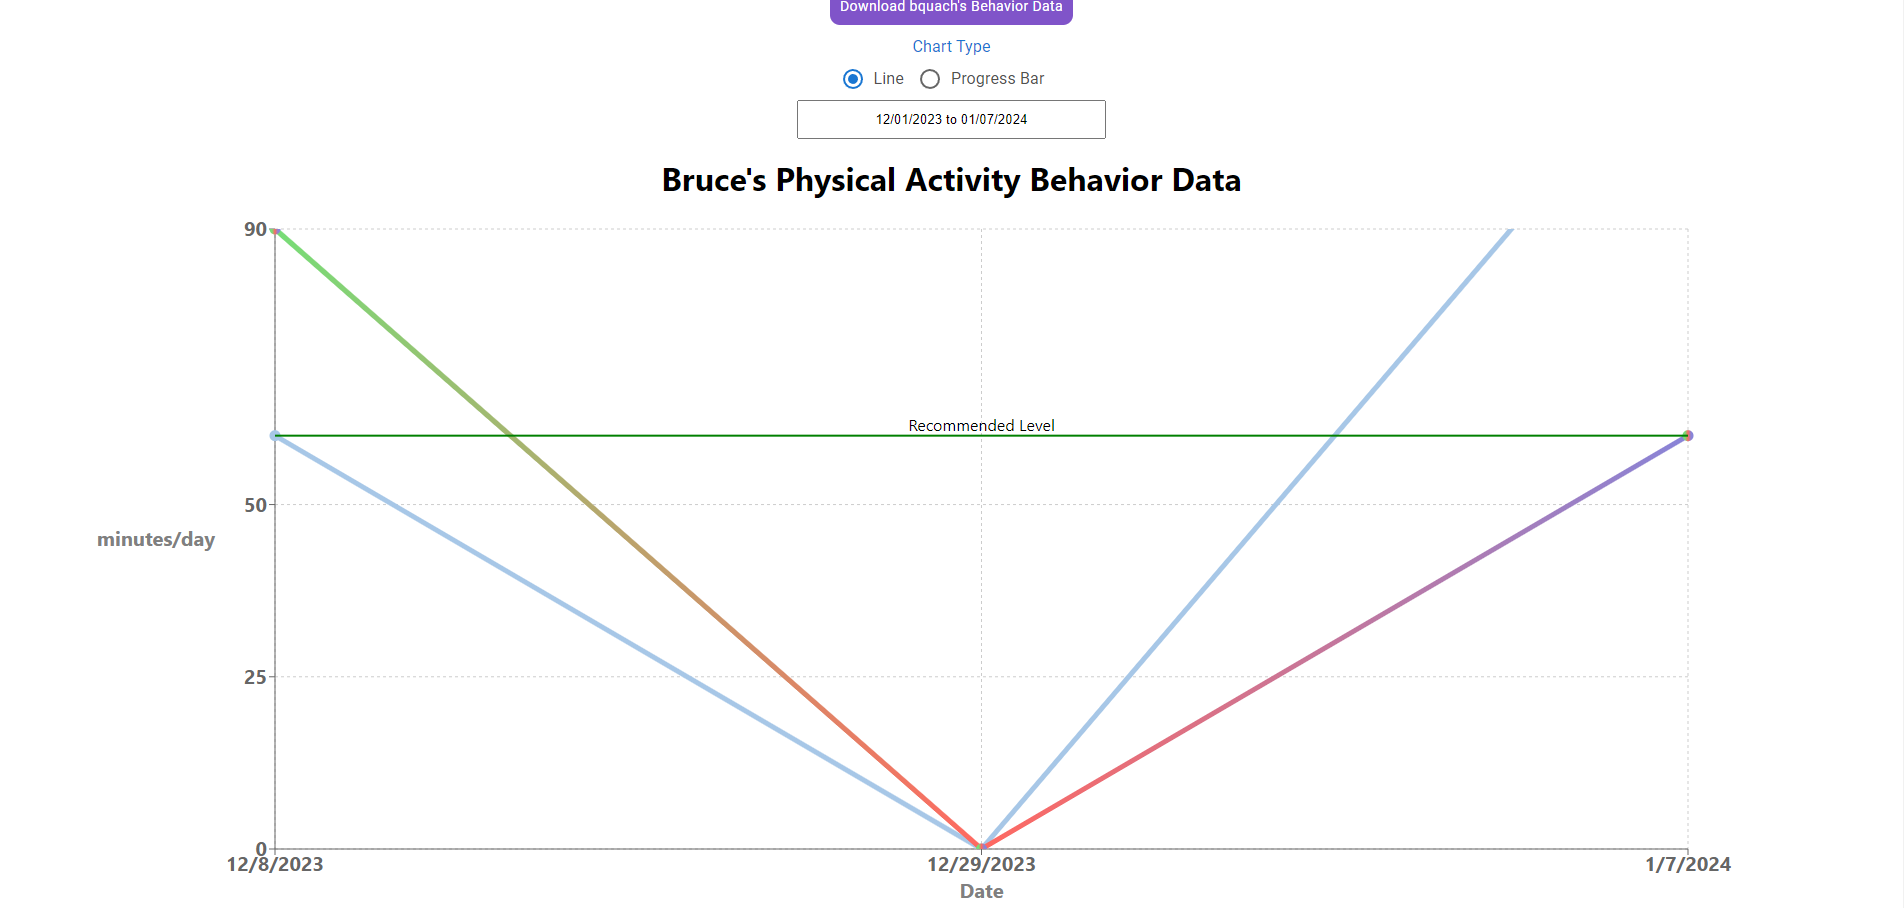 Download bquach's Behavior Data
Chart Type
Line Progress Bar
12/01/2023 to 01/07/2024
Bruce's Physical Activity Behavior Data
90
Recommended Level
50
minutes/day
25
0
12/8/2023 12/29/2023 1/7/2024
Date